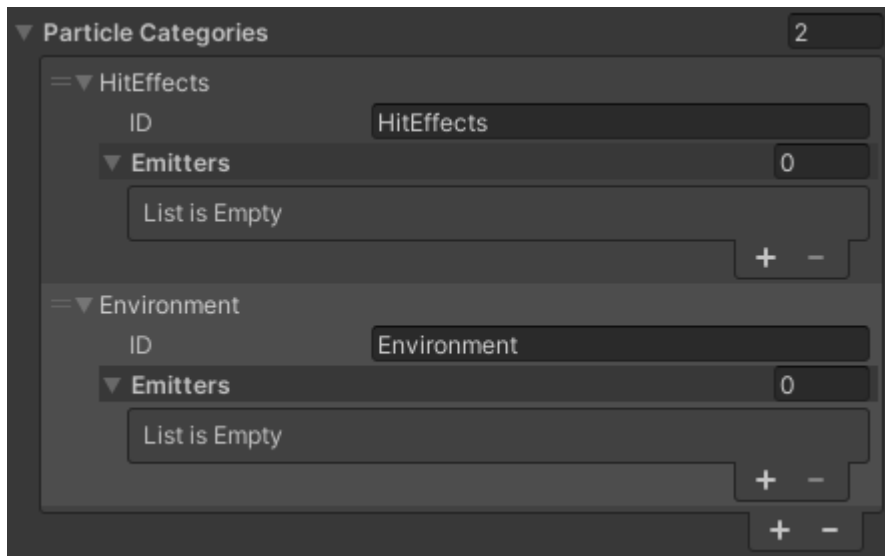 Particle Categories 2
HitEffects
ID HitEffects
Emitters 0
List is Empty
+ −
Environment
ID Environment
Emitters 0
List is Empty
+ −
+ −